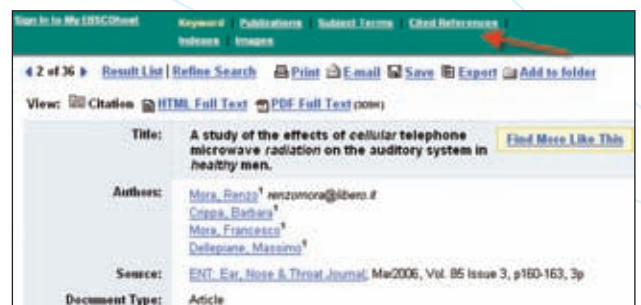 Sign In to My EBSCOhost Keyword Publications Subject Terms Cited References
Indexes Images
2 of 36 Result List | Refine Search Print E-mail Save Export Add to folder
View: Citation HTML Full Text PDF Full Text
Title: A study of the effects of cellular telephone microwave radiation on the auditory system in healthy men. Find More Like This
Authors: Mora, Renzo¹ renzomora@libero.it
Crippa, Barbara¹
Mora, Francesco¹
Dellepiane, Massimo¹
Source: ENT: Ear, Nose & Throat Journal; Mar2006, Vol. 85 Issue 3, p160-163, 3p
Document Type: Article